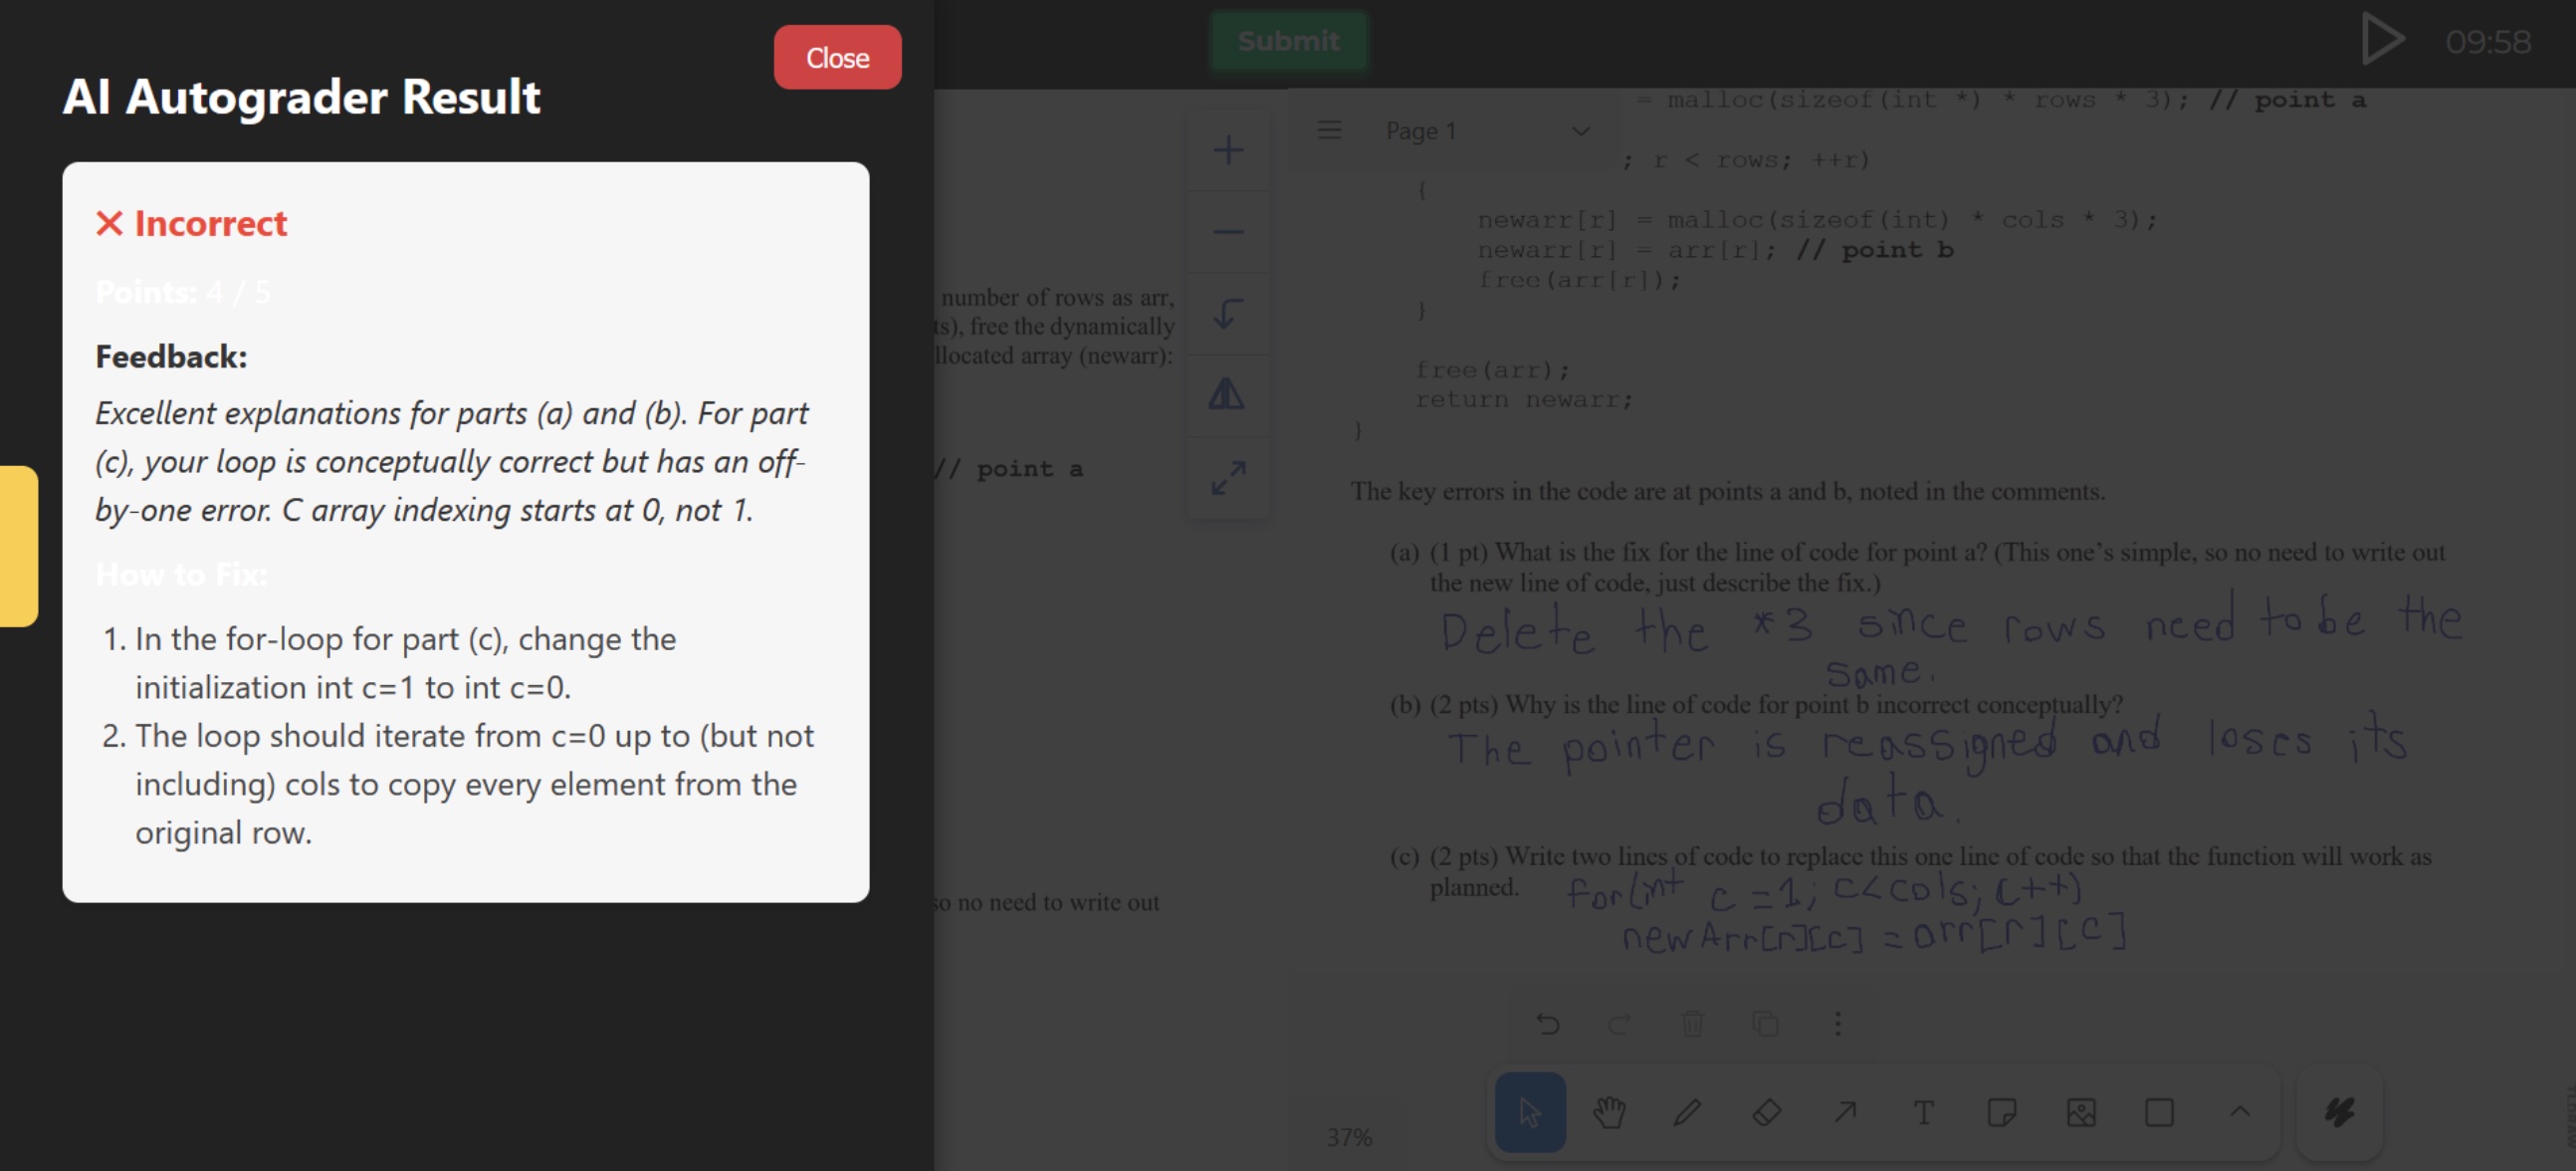 Close
AI Autograder Result
Incorrect
Points: 4 / 5
Feedback:
Excellent explanations for parts (a) and (b). For part
(c), your loop is conceptually correct but has an off-
by-one error. C array indexing starts at 0, not 1.
How to Fix:
1. In the for-loop for part (c), change the
initialization int c=1 to int c=0.
2. The loop should iterate from c=0 up to (but not
including) cols to copy every element from the
original row.
number of rows as arr,
ts), free the dynamically
llocated array (newarr):
// point a
so no need to write out
Submit
09:58
Page 1
= malloc(sizeof(int *) * rows * 3); // point a
; r < rows; ++r)
{
newarr[r] = malloc(sizeof(int) * cols * 3);
newarr[r] = arr[r]; // point b
free(arr[r]);
}
free(arr);
return newarr;
}
The key errors in the code are at points a and b, noted in the comments.
(a) (1 pt) What is the fix for the line of code for point a? (This one's simple, so no need to write out
the new line of code, just describe the fix.)
Delete the *3 since rows need to be the
same.
(b) (2 pts) Why is the line of code for point b incorrect conceptually?
The pointer is reassigned and loses its
data.
(c) (2 pts) Write two lines of code to replace this one line of code so that the function will work as
planned.
for(int c=1; c<cols; c++)
newArr[r][c] = arr[r][c]
37%